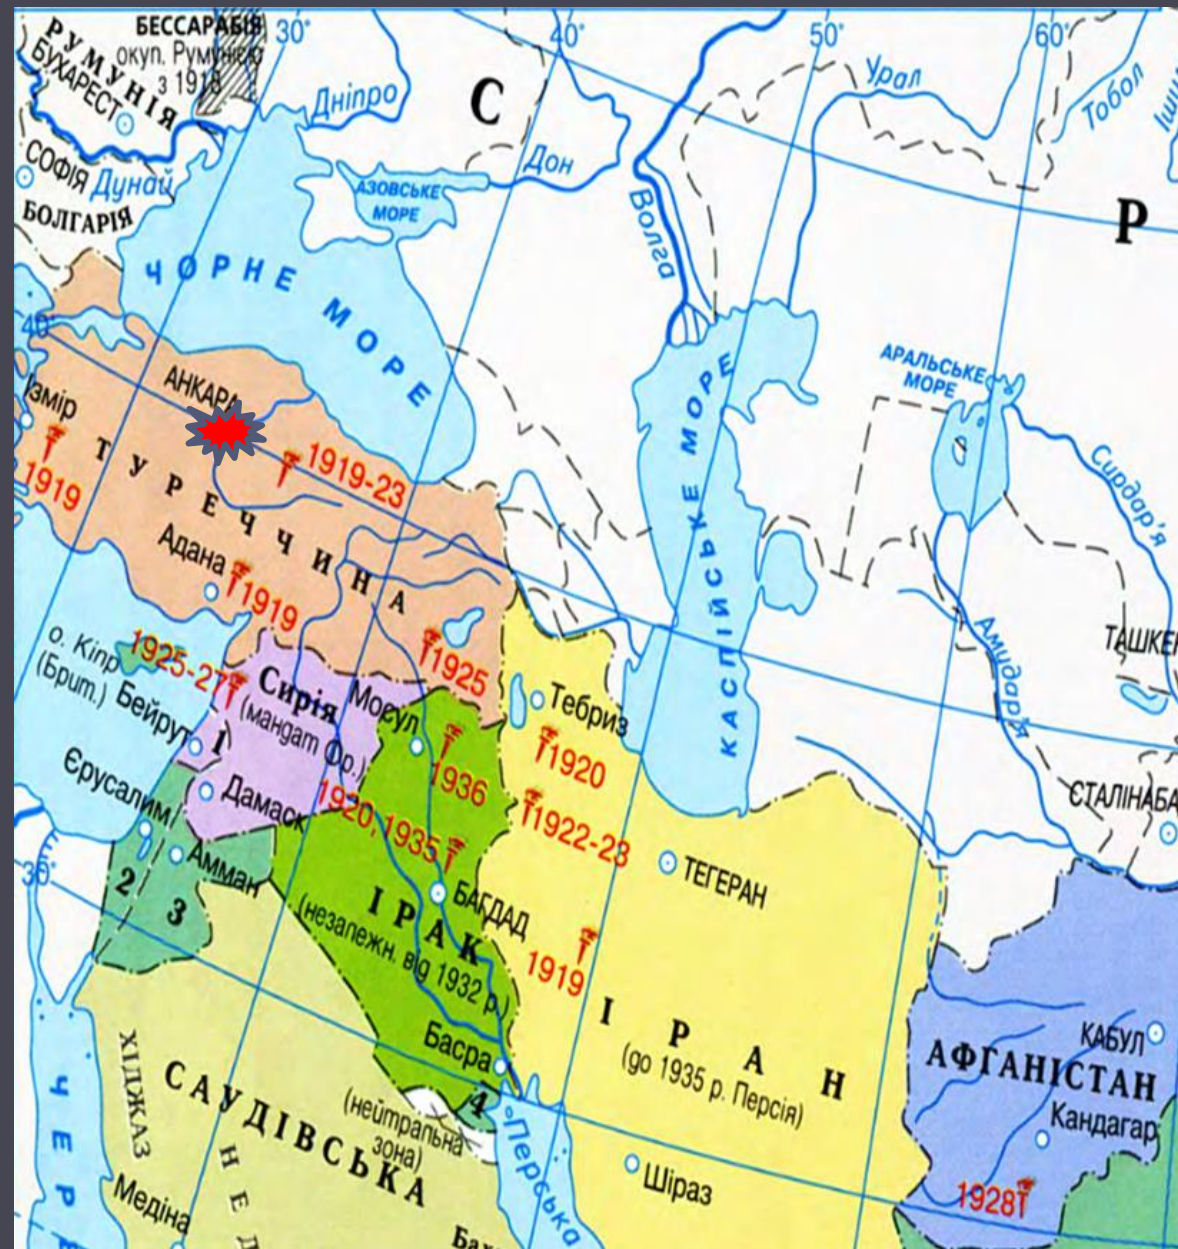 БЕССАРАБІЯ
окуп. Румунією
з 1918
РУМУНІЯ
БУХАРЕСТ
СОФІЯ
Дунай
БОЛГАРІЯ
30°
40°
50°
60°
Дніпро
С
Дон
АЗОВСЬКЕ
МОРЕ
Волга
Урал
Тобол
Р
ЧОРНЕ МОРЕ
КАСПІЙСЬКЕ МОРЕ
АРАЛЬСЬКЕ
МОРЕ
Сирдар'я
Амудар'я
40°
АНКАРА
Ізмір
1919
1919-23
ТУРЕЧЧИНА
Адана
1919
1925
о. Кіпр
(Брит.)
1925-27
Сирія
(мандат Фр.)
Мосул
Бейрут
1
Єрусалим
Дамаск
Амман
2
3
30°
1936
1920, 1935
БАГДАД
ІРАК
(незалежн. від 1932 р.)
Басра
4
Тебриз
1920
1922-23
ТЕГЕРАН
1919
ІРАН
(до 1935 р. Персія)
Шіраз
КАБУЛ
АФГАНІСТАН
Кандагар
1928
ХІДЖАЗ
САУДІВСЬКА
(нейтральна
зона)
Перська
Медіна